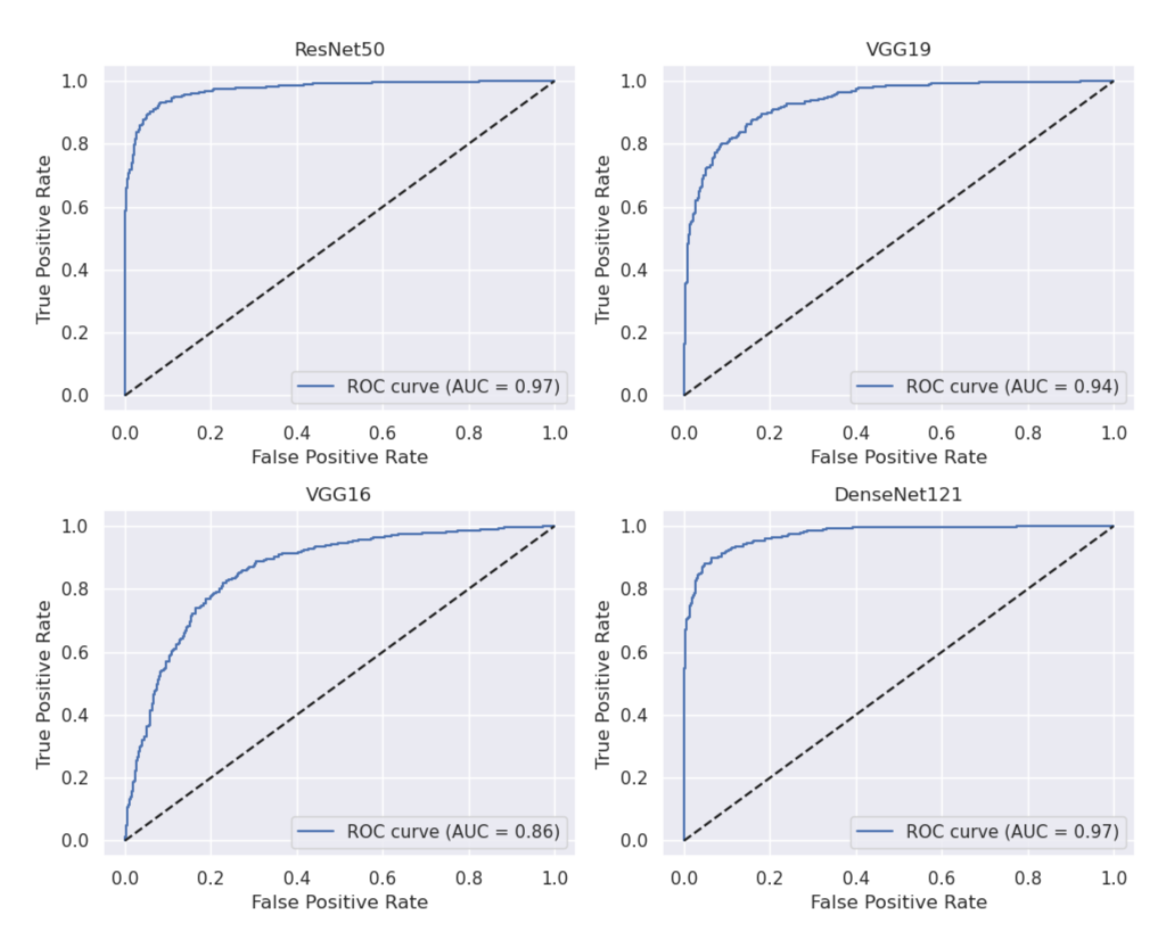 ResNet50
1.0
0.8
0.6
0.4
0.2
0.0
True Positive Rate
ROC curve (AUC = 0.97)
0.0 0.2 0.4 0.6 0.8 1.0
False Positive Rate
VGG19
1.0
0.8
0.6
0.4
0.2
0.0
True Positive Rate
ROC curve (AUC = 0.94)
0.0 0.2 0.4 0.6 0.8 1.0
False Positive Rate
VGG16
1.0
0.8
0.6
0.4
0.2
0.0
True Positive Rate
ROC curve (AUC = 0.86)
0.0 0.2 0.4 0.6 0.8 1.0
False Positive Rate
DenseNet121
1.0
0.8
0.6
0.4
0.2
0.0
True Positive Rate
ROC curve (AUC = 0.97)
0.0 0.2 0.4 0.6 0.8 1.0
False Positive Rate